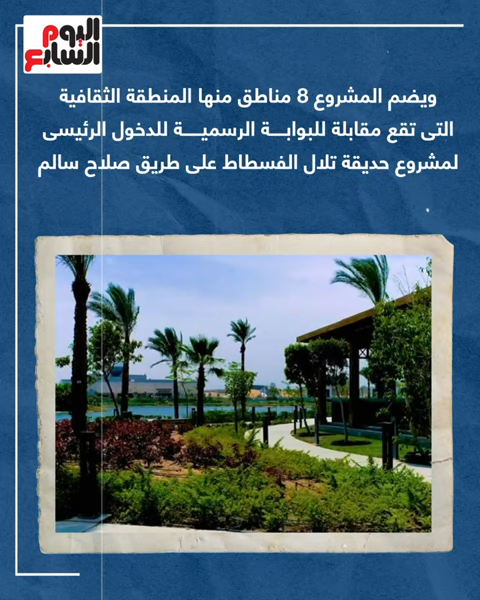 اليوم
السابع
ويضم المشروع 8 مناطق منها المنطقة الثقافية
التى تقع مقابلة للبوابـــة الرسميـــــة للدخول الرئيسى
لمشروع حديقة تلال الفسطاط على طريق صلاح سالم